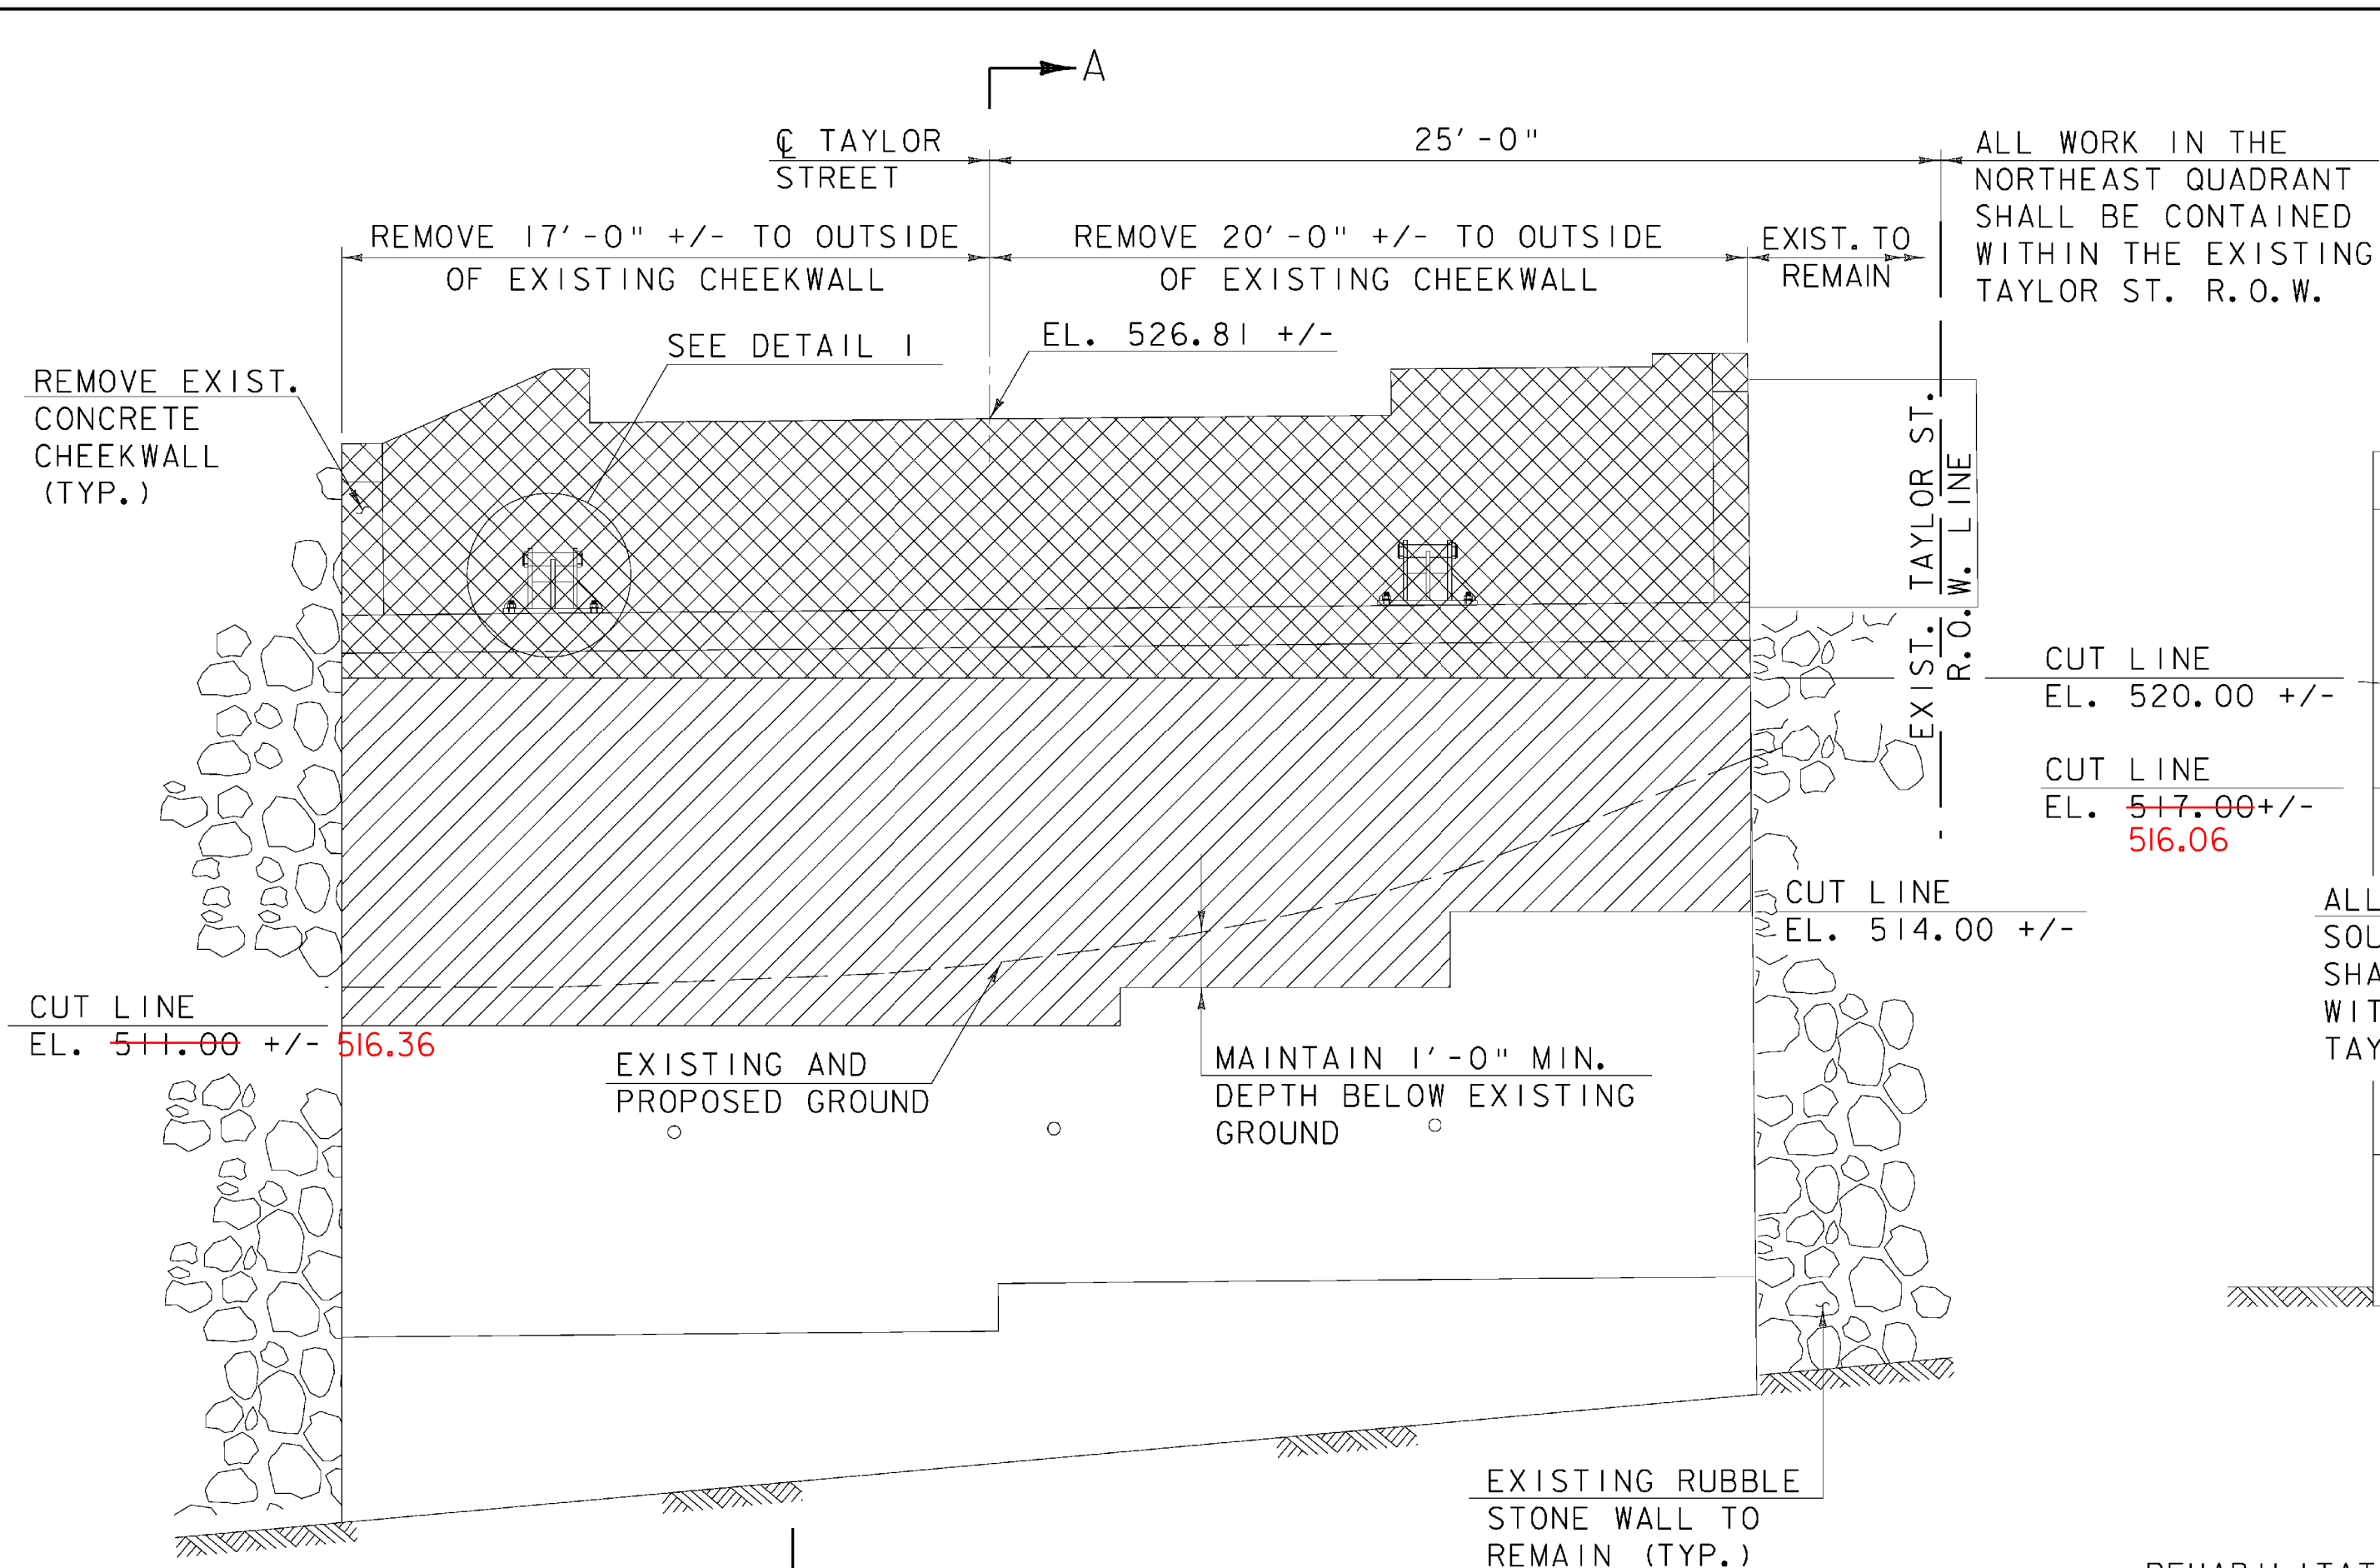 A
℄ TAYLOR
STREET
25'-0"
ALL WORK IN THE
NORTHEAST QUADRANT
SHALL BE CONTAINED
WITHIN THE EXISTING
TAYLOR ST. R.O.W.
REMOVE 17'-0" +/- TO OUTSIDE
OF EXISTING CHEEKWALL
REMOVE 20'-0" +/- TO OUTSIDE
OF EXISTING CHEEKWALL
EXIST. TO
REMAIN
SEE DETAIL 1
EL. 526.81 +/-
REMOVE EXIST.
CONCRETE
CHEEKWALL
(TYP.)
EXIST. TAYLOR ST.
R.O.W. LINE
CUT LINE
EL. 520.00 +/-
CUT LINE
EL. 517.00+/-
516.06
CUT LINE
EL. 514.00 +/-
CUT LINE
EL. 511.00 +/- 516.36
EXISTING AND
PROPOSED GROUND
MAINTAIN 1'-0" MIN.
DEPTH BELOW EXISTING
GROUND
ALL
SOU
SHA
WIT
TAY
EXISTING RUBBLE
STONE WALL TO
REMAIN (TYP.)